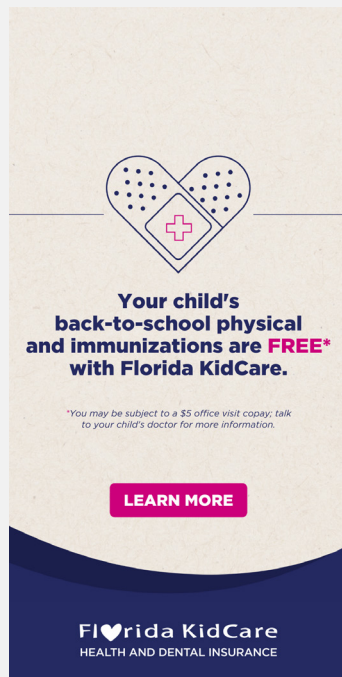 Your child's
back-to-school physical
and immunizations are FREE*
with Florida KidCare.
*You may be subject to a $5 office visit copay; talk
to your child's doctor for more information.
LEARN MORE
Florida KidCare
HEALTH AND DENTAL INSURANCE